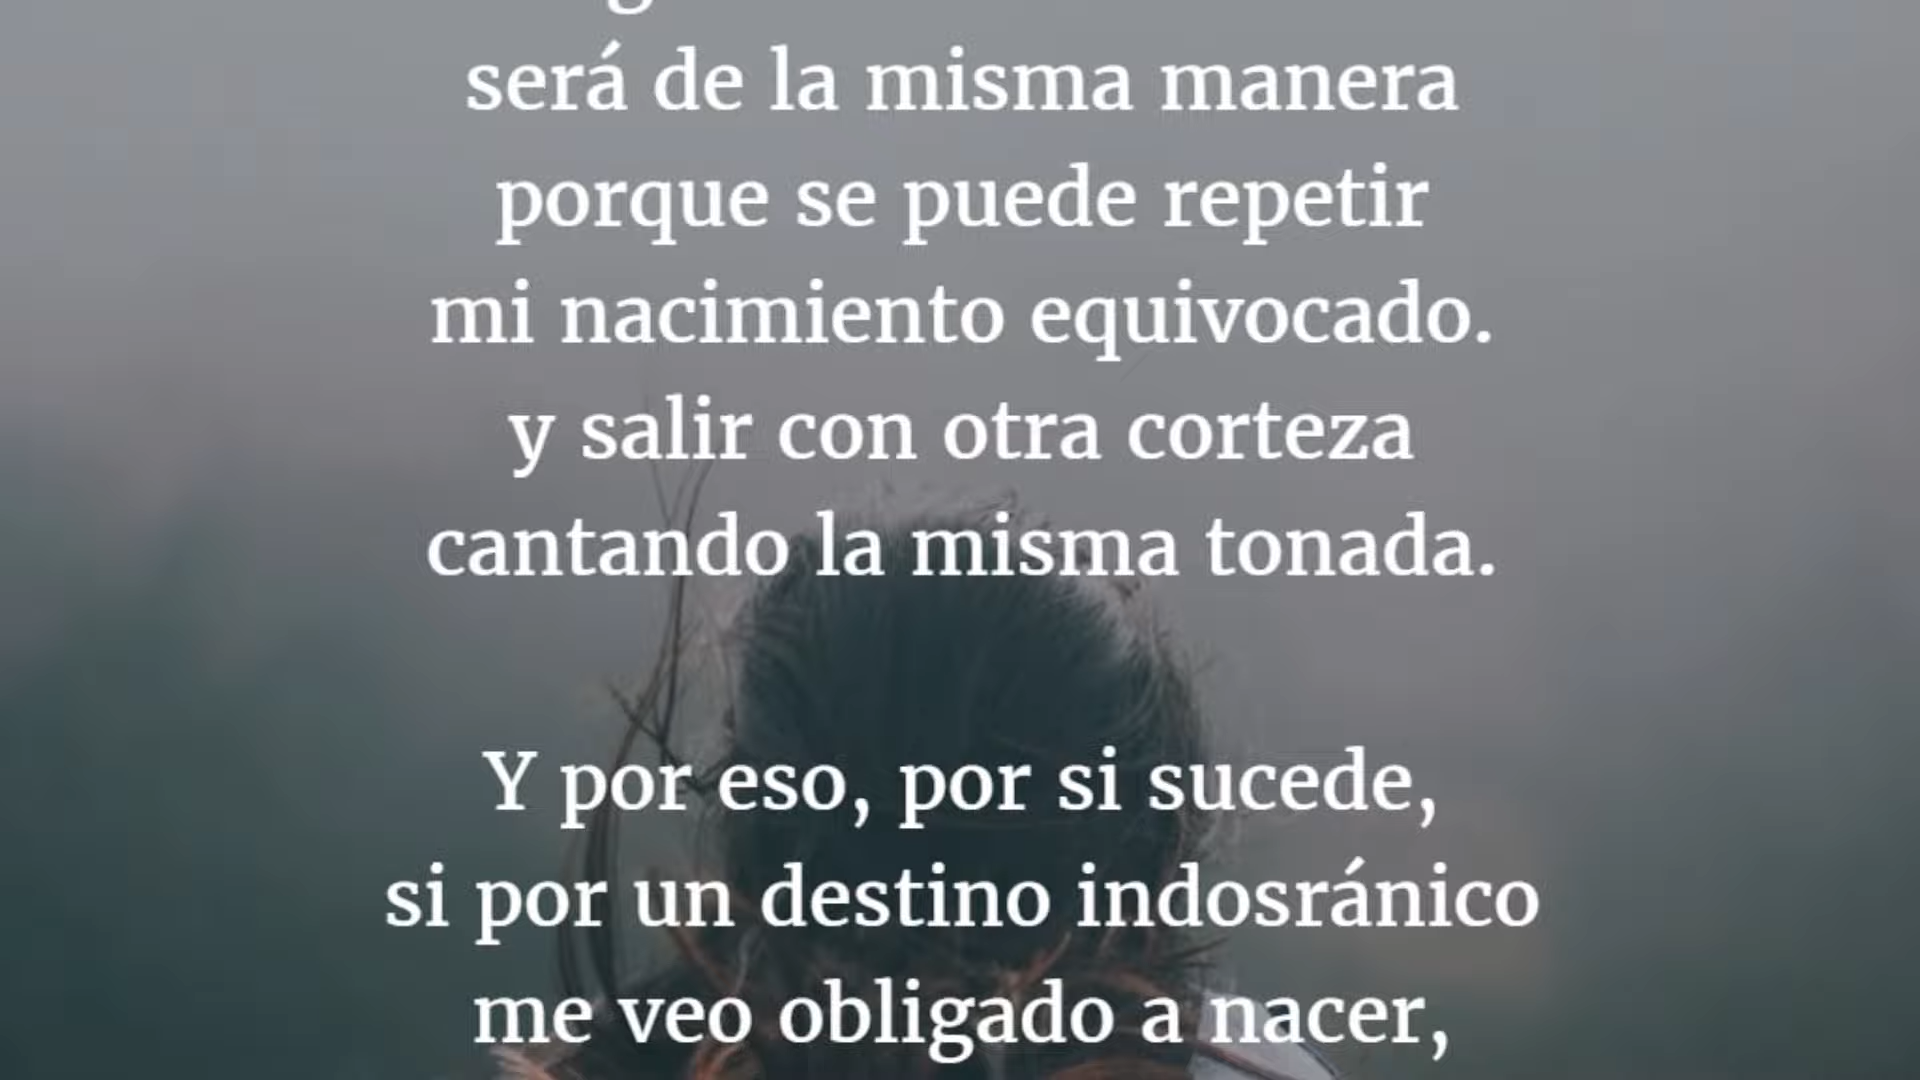 será de la misma manera
porque se puede repetir
mi nacimiento equivocado.
y salir con otra corteza
cantando la misma tonada.
Y por eso, por si sucede,
si por un destino indosránico
me veo obligado a nacer,